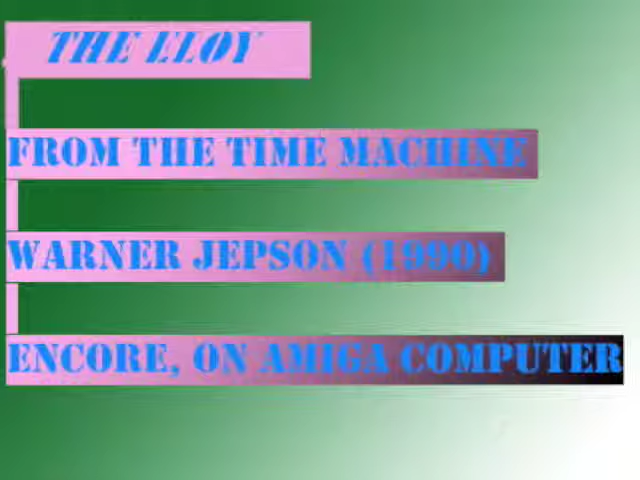 THE ELOY
FROM THE TIME MACHINE
WARNER JEPSON (1990)
ENCORE, ON AMIGA COMPUTER